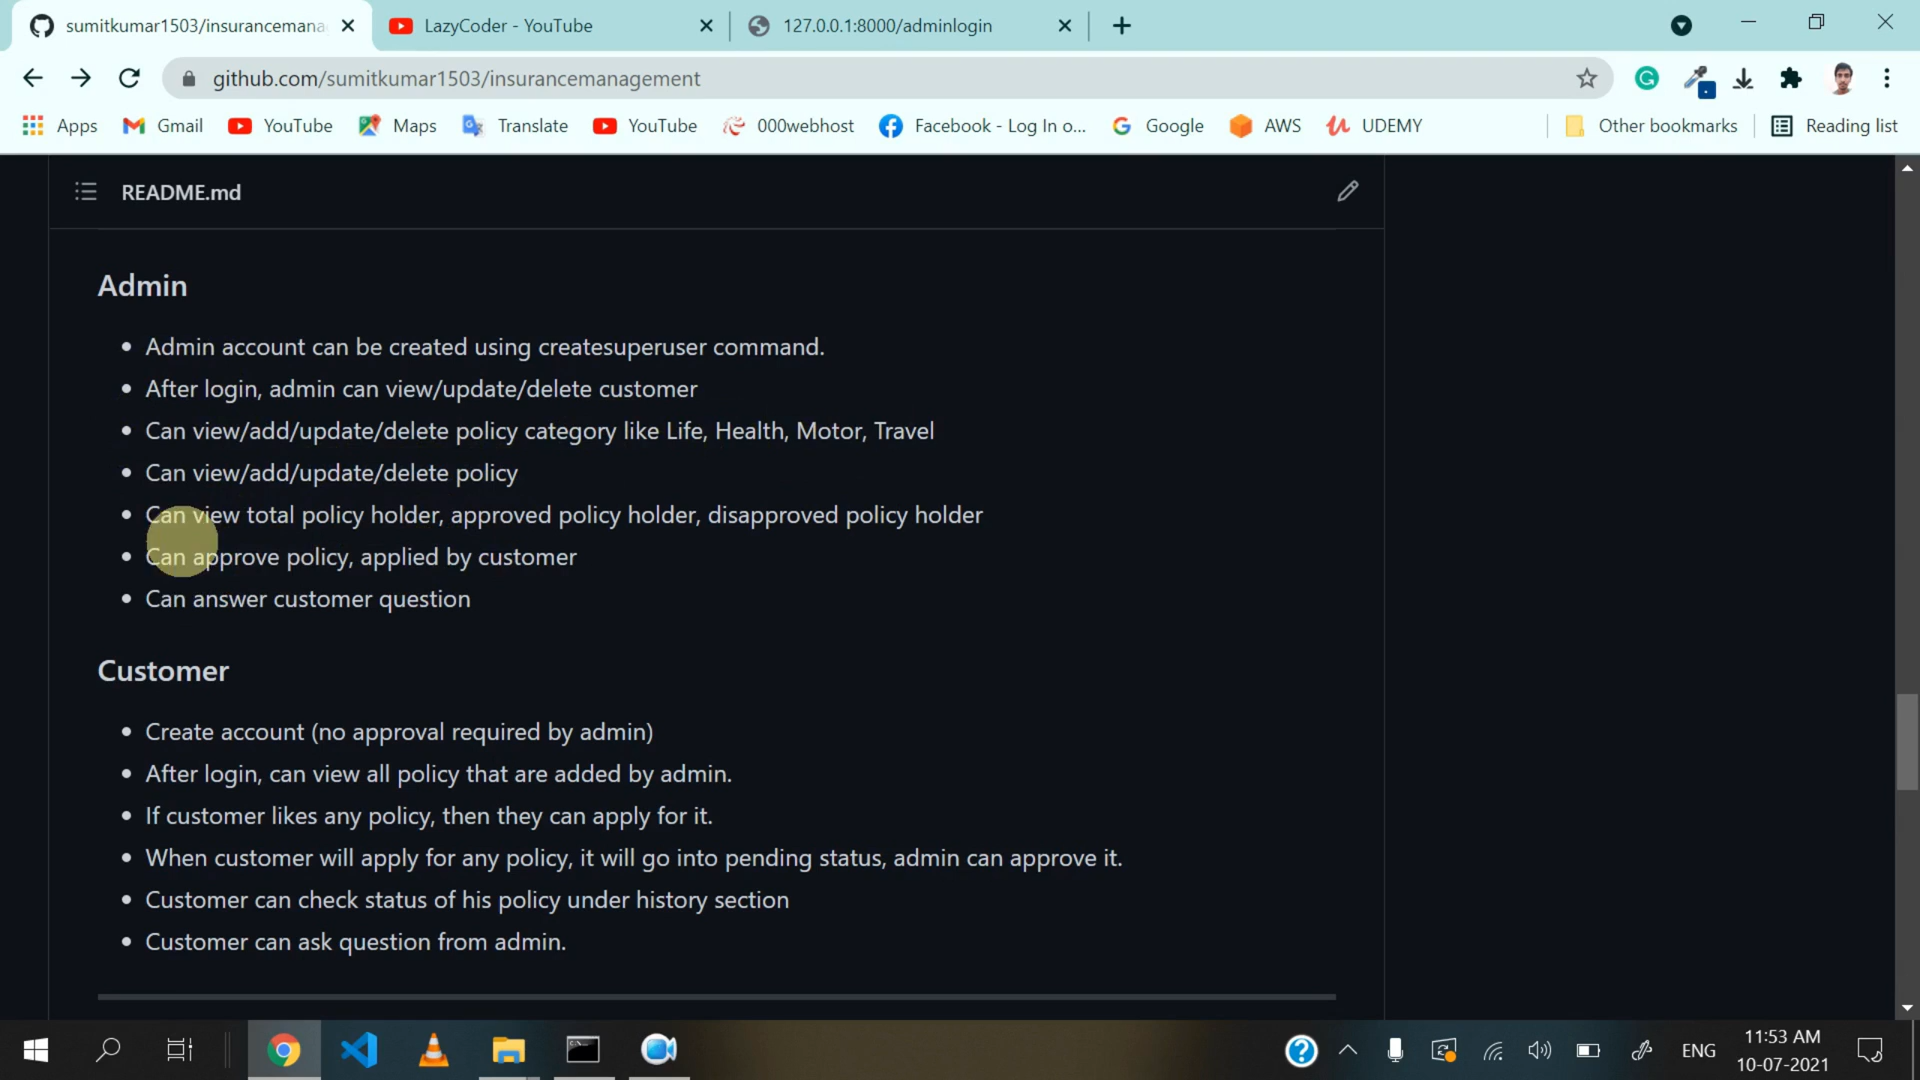 sumitkumar1503/insurancemana
LazyCoder - YouTube
127.0.0.1:8000/adminlogin
github.com/sumitkumar1503/insurancemanagement
Apps
Gmail
YouTube
Maps
Translate
YouTube
000webhost
Facebook - Log In o...
Google
AWS
UDEMY
Other bookmarks
Reading list
README.md
Admin
Admin account can be created using createsuperuser command.
After login, admin can view/update/delete customer
Can view/add/update/delete policy category like Life, Health, Motor, Travel
Can view/add/update/delete policy
Can view total policy holder, approved policy holder, disapproved policy holder
Can approve policy, applied by customer
Can answer customer question
Customer
Create account (no approval required by admin)
After login, can view all policy that are added by admin.
If customer likes any policy, then they can apply for it.
When customer will apply for any policy, it will go into pending status, admin can approve it.
Customer can check status of his policy under history section
Customer can ask question from admin.
ENG
11:53 AM
10-07-2021